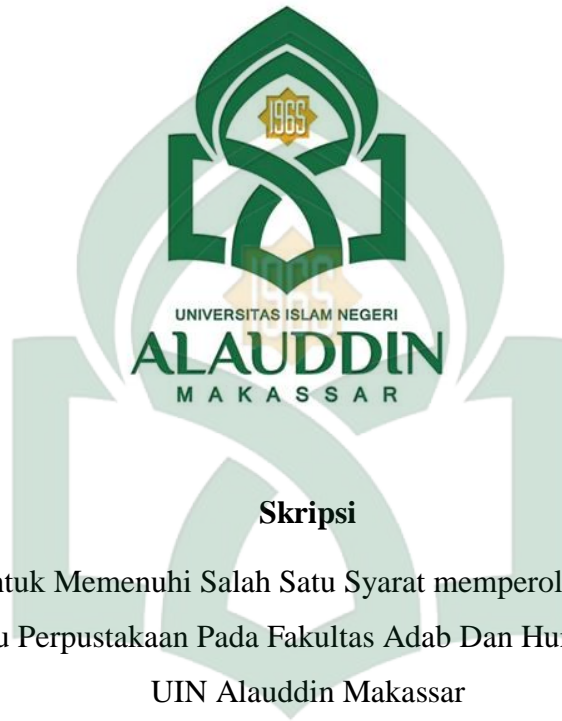 1965
UNIVERSITAS ISLAM NEGERI
ALAUDDIN
MAKASSAR
Skripsi
Memenuhi Salah Satu Syarat
Perpustakaan Pada Fakultas Adab Dan
UIN Alauddin Makassar